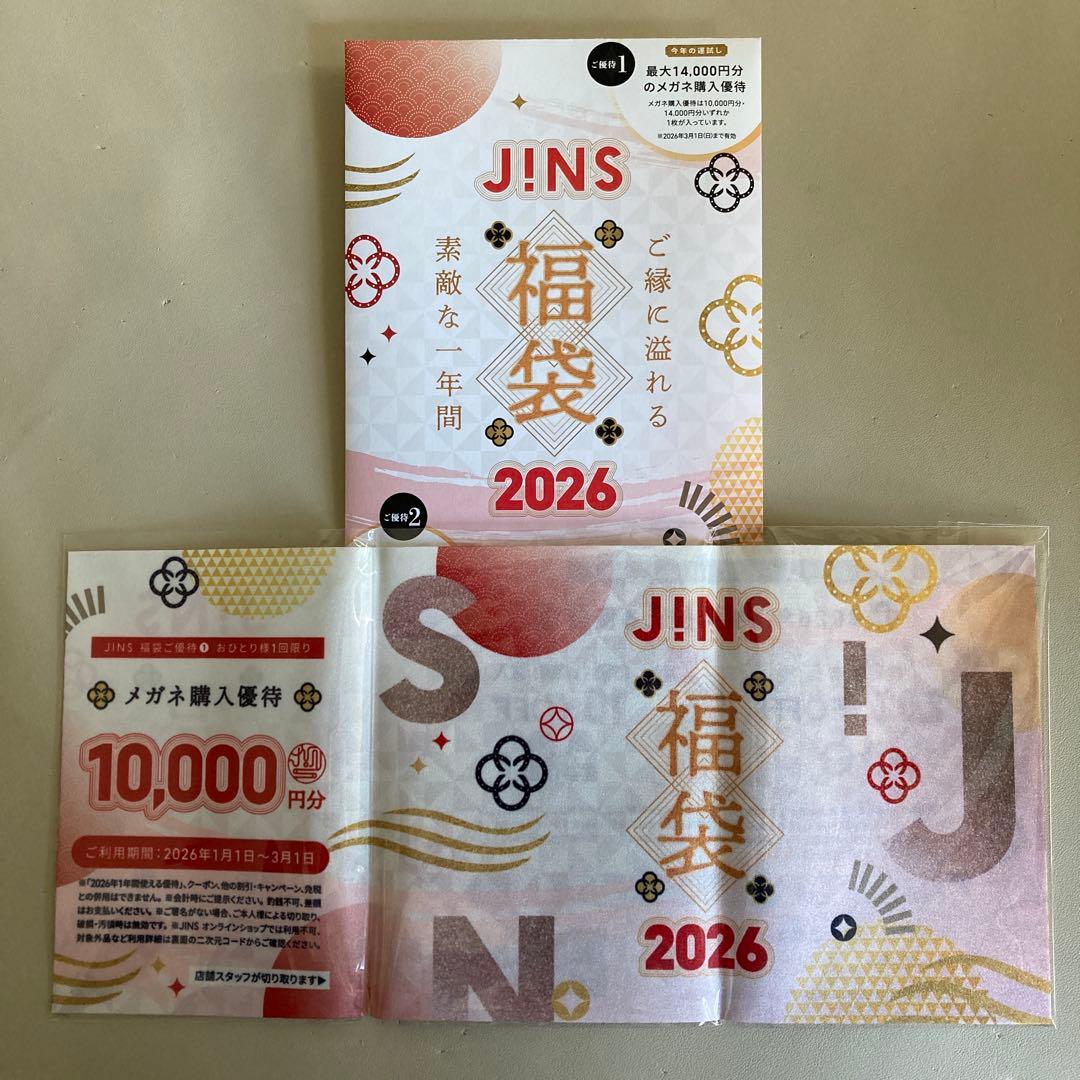 ご優待1
今年の運試し
最大14,000円分
のメガネ購入優待
メガネ購入優待は10,000円分・
14,000円分いずれか
1枚が入っています。
※2026年3月1日(日)まで有効
J!NS
ご縁に溢れる
福袋
素敵な一年間
2026
ご優待2
JINS 福袋ご優待❶ おひとり様1回限り
メガネ購入優待
10,000
円分
ご利用期間：2026年1月1日〜3月1日
※「2026年1年間使える優待」、クーポン、他の割引・キャンペーン、免税
との併用はできません。※会計時にご提示ください。釣銭不可、差額
はお支払いください。※ご署名がない場合、ご本人様による切り取り、
破損・汚損時は無効です。※JINS オンラインショップでは利用不可、
対象外品など利用詳細は裏面の二次元コードからご確認ください。
店舗スタッフが切り取ります▶
S
N
J!NS
福袋
2026
!
J